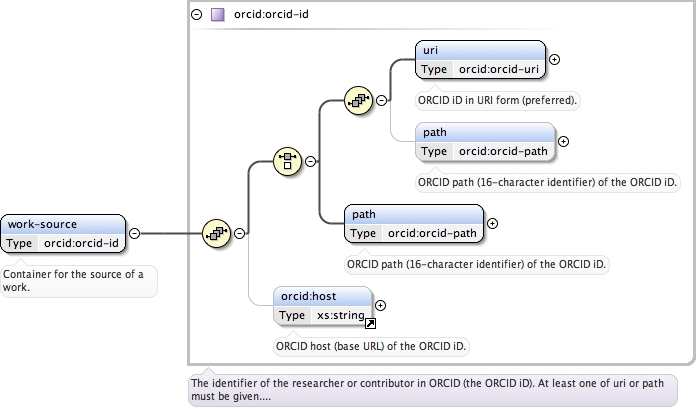 orcid:orcid-id
uri
Type orcid:orcid-uri
ORCID iD in URI form (preferred).
path
Type orcid:orcid-path
ORCID path (16-character identifier) of the ORCID iD.
path
Type orcid:orcid-path
ORCID path (16-character identifier) of the ORCID iD.
work-source
Type orcid:orcid-id
Container for the source of a
work.
orcid:host
Type xs:string
ORCID host (base URL) of the ORCID iD.
The identifier of the researcher or contributor in ORCID (the ORCID iD). At least one of uri or path
must be given....